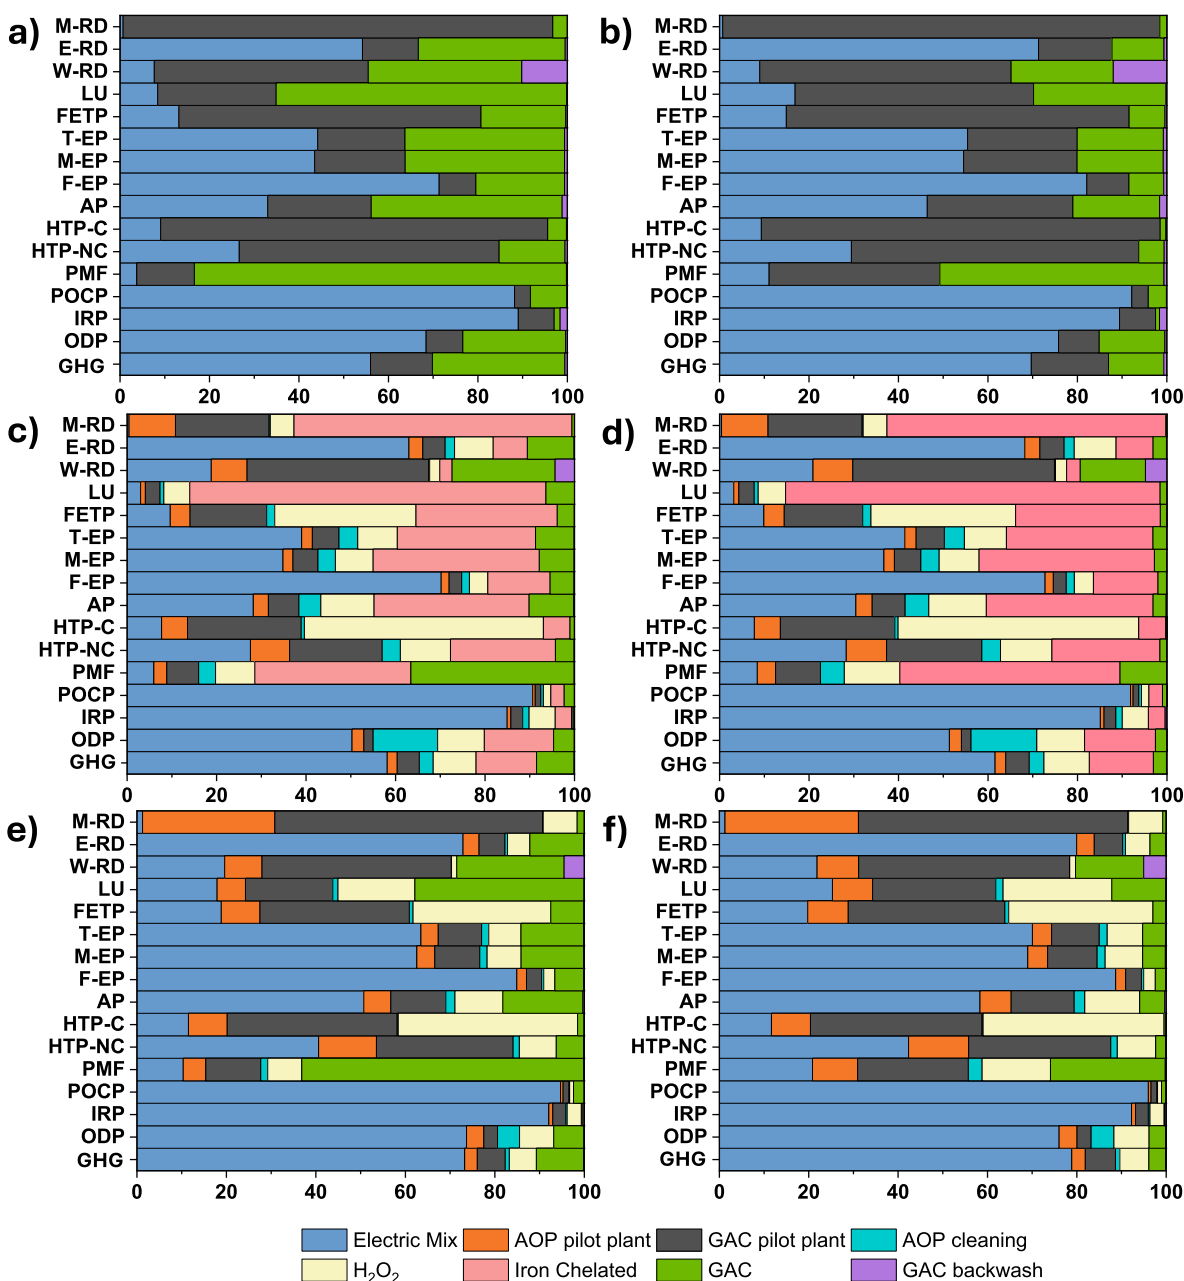 a)
M-RD
E-RD
W-RD
LU
FETP
T-EP
M-EP
F-EP
AP
HTP-C
HTP-NC
PMF
POCP
IRP
ODP
GHG
0 20 40 60 80 100
b)
M-RD
E-RD
W-RD
LU
FETP
T-EP
M-EP
F-EP
AP
HTP-C
HTP-NC
PMF
POCP
IRP
ODP
GHG
0 20 40 60 80 100
c)
M-RD
E-RD
W-RD
LU
FETP
T-EP
M-EP
F-EP
AP
HTP-C
HTP-NC
PMF
POCP
IRP
ODP
GHG
0 20 40 60 80 100
d)
M-RD
E-RD
W-RD
LU
FETP
T-EP
M-EP
F-EP
AP
HTP-C
HTP-NC
PMF
POCP
IRP
ODP
GHG
0 20 40 60 80 100
e)
M-RD
E-RD
W-RD
LU
FETP
T-EP
M-EP
F-EP
AP
HTP-C
HTP-NC
PMF
POCP
IRP
ODP
GHG
0 20 40 60 80 100
f)
M-RD
E-RD
W-RD
LU
FETP
T-EP
M-EP
F-EP
AP
HTP-C
HTP-NC
PMF
POCP
IRP
ODP
GHG
0 20 40 60 80 100
Electric Mix AOP pilot plant GAC pilot plant AOP cleaning
H₂O₂ Iron Chelated GAC GAC backwash